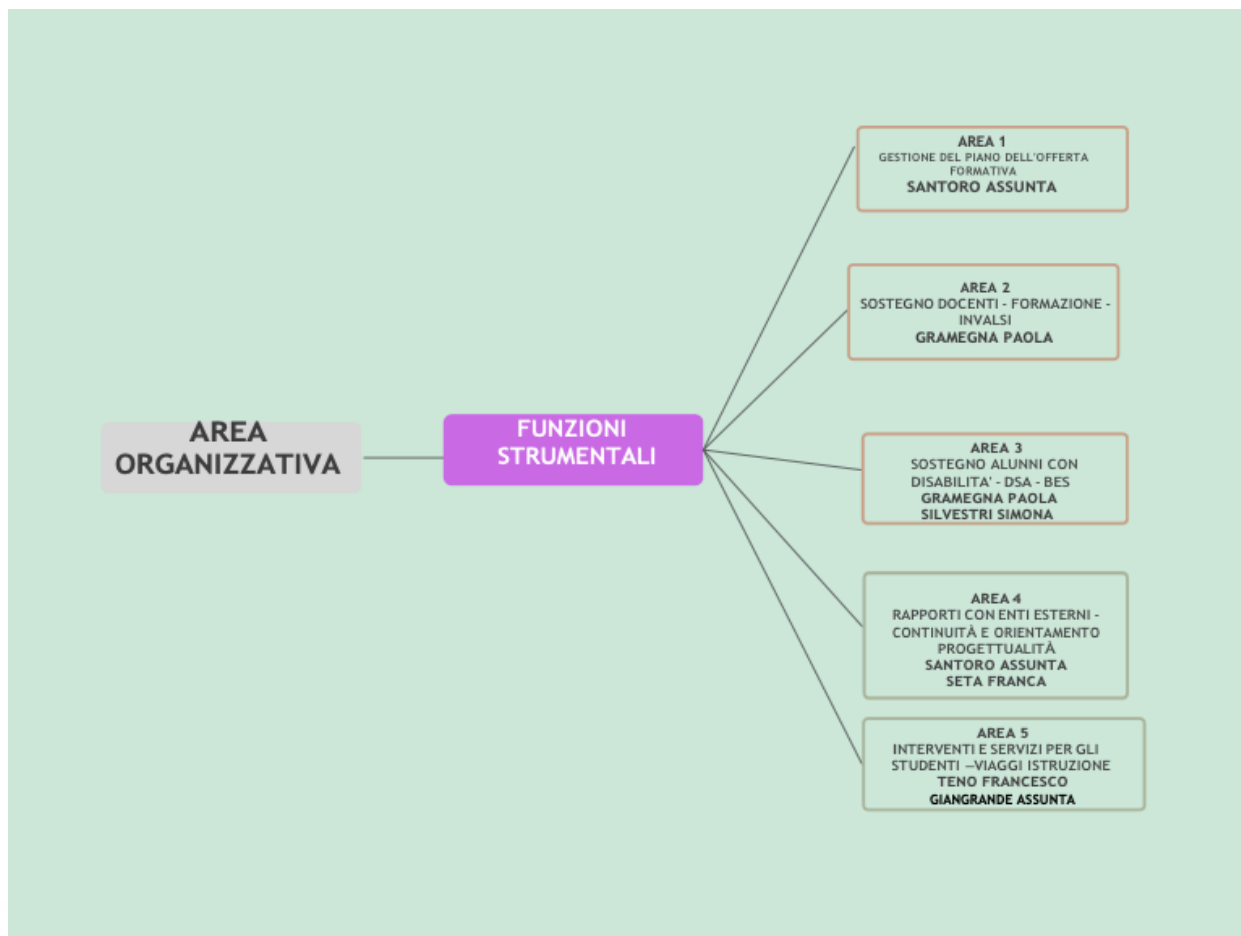 AREA
ORGANIZZATIVA
FUNZIONI
STRUMENTALI
AREA 1
GESTIONE DEL PIANO DELL'OFFERTA
FORMATIVA
SANTORO ASSUNTA
AREA 2
SOSTEGNO DOCENTI - FORMAZIONE -
INVALSI
GRAMEGNA PAOLA
AREA 3
SOSTEGNO ALUNNI CON
DISABILITA' - DSA - BES
GRAMEGNA PAOLA
SILVESTRI SIMONA
AREA 4
RAPPORTI CON ENTI ESTERNI -
CONTINUITÀ E ORIENTAMENTO
PROGETTUALITÀ
SANTORO ASSUNTA
SETA FRANCA
AREA 5
INTERVENTI E SERVIZI PER GLI
STUDENTI –VIAGGI ISTRUZIONE
TENO FRANCESCO
GIANGRANDE ASSUNTA